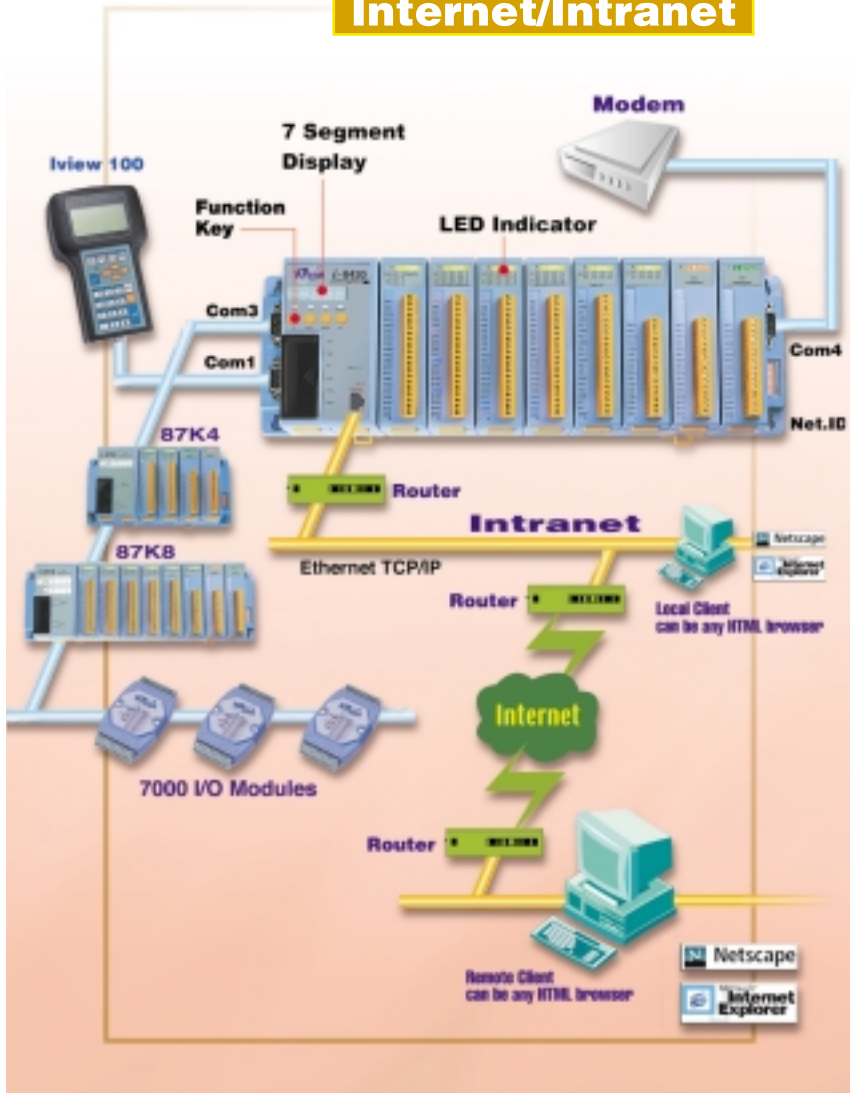 Internet/Intranet
Modem
7 Segment
Display
Iview 100
Function
Key
LED Indicator
Com3
Com1
Com4
Net.ID
87K4
Router
Intranet
Netscape
Internet
Explorer
87K8
Ethernet TCP/IP
Router
Local Client
can be any HTML browser
Internet
7000 I/O Modules
Router
Netscape
Remote Client
can be any HTML browser
Internet
Explorer